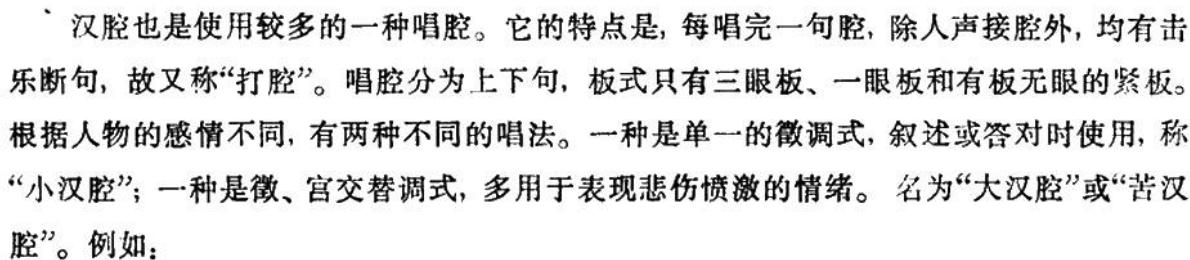 汉腔也是使用较多的一种唱腔。它的特点是，每唱完一句腔，除人声接腔外，均有击
乐断句，故又称“打腔”。唱腔分为上下句，板式只有三眼板、一眼板和有板无眼的紧板。
根据人物的感情不同，有两种不同的唱法。一种是单一的徵调式，叙述或答对时使用，称
“小汉腔”；一种是徵、宫交替调式，多用于表现悲伤愤激的情绪。名为“大汉腔”或“苦汉
腔”。例如：